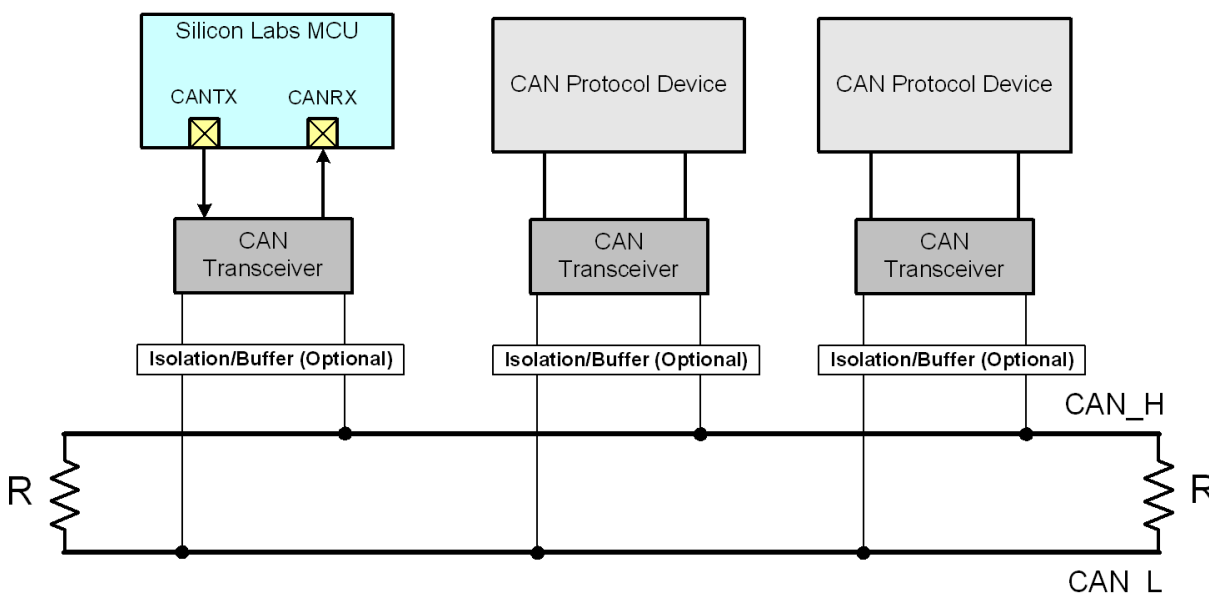 Silicon Labs MCU
CANTX
CANRX
CAN Protocol Device
CAN Protocol Device
CAN
Transceiver
CAN
Transceiver
CAN
Transceiver
Isolation/Buffer (Optional)
Isolation/Buffer (Optional)
Isolation/Buffer (Optional)
CAN_H
R
R
CAN_L